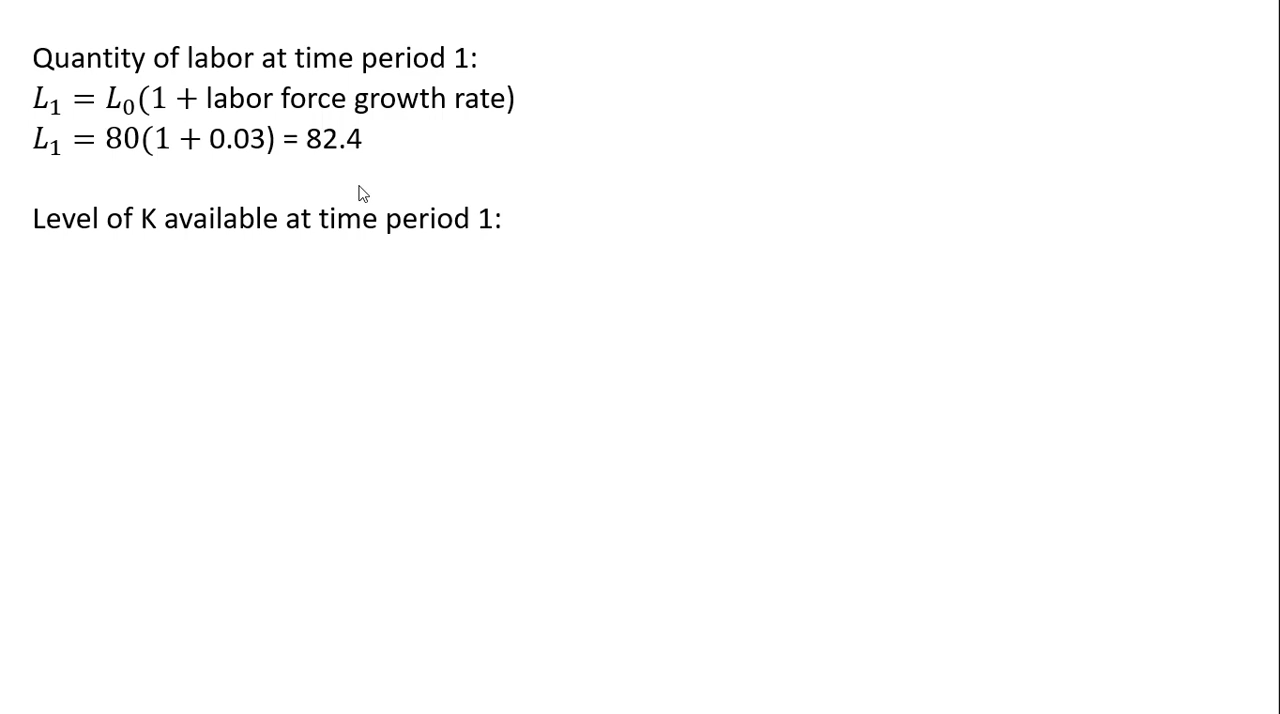 Quantity of labor at time period 1:
𝐿₁ = 𝐿₀(1 + labor force growth rate)
𝐿₁ = 80(1 + 0.03) = 82.4
Level of K available at time period 1: